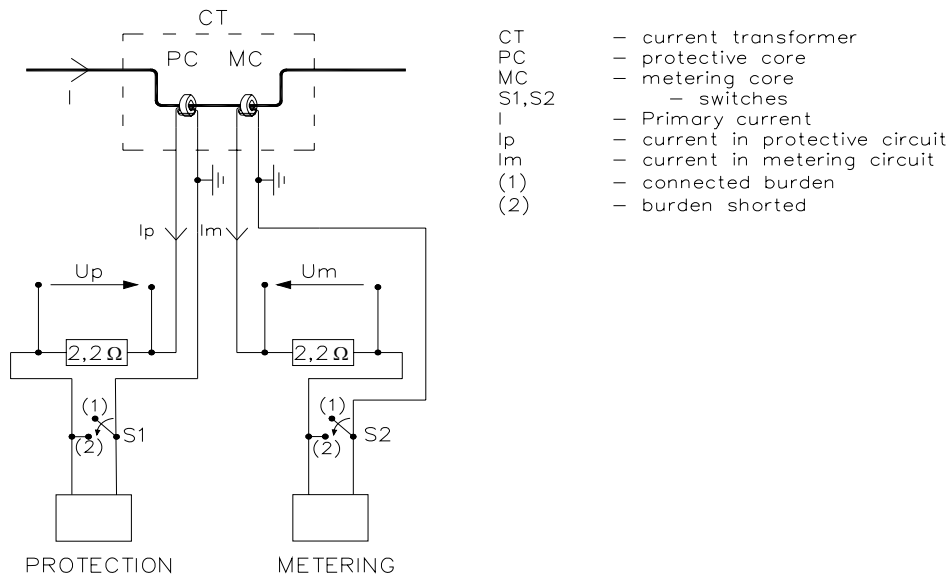 CT
PC MC
I
Ip Im
Up Um
2,2 Ω 2,2 Ω
(1) (1)
S1 S2
(2) (2)
PROTECTION METERING
CT – current transformer
PC – protective core
MC – metering core
S1,S2 – switches
I – Primary current
Ip – current in protective circuit
Im – current in metering circuit
(1) – connected burden
(2) – burden shorted